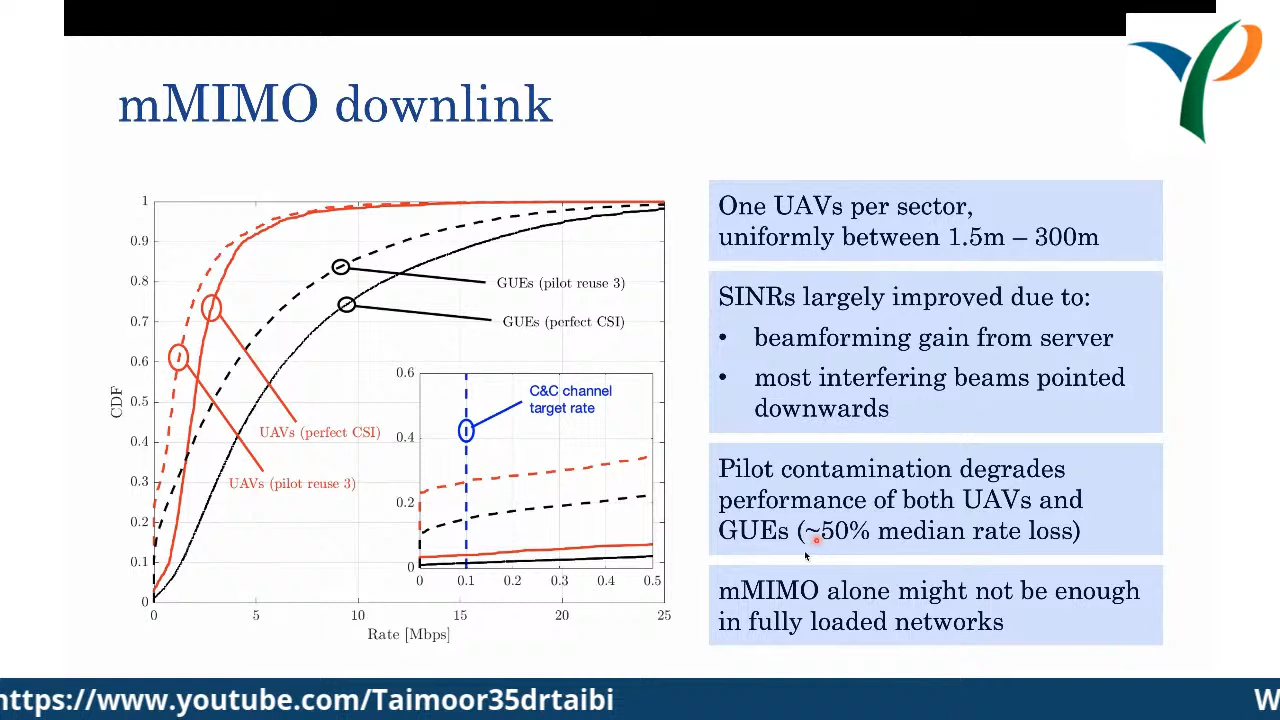 mMIMO downlink
1
0.9
0.8
0.7
0.6
0.5
0.4
0.3
0.2
0.1
0
CDF
0
5
10
15
20
25
Rate [Mbps]
GUEs (pilot reuse 3)
GUEs (perfect CSI)
UAVs (perfect CSI)
UAVs (pilot reuse 3)
C&C channel
target rate
0.6
0.4
0.2
0
0
0.1
0.2
0.3
0.4
0.5
One UAVs per sector,
uniformly between 1.5m – 300m
SINRs largely improved due to:
• beamforming gain from server
• most interfering beams pointed
downwards
Pilot contamination degrades
performance of both UAVs and
GUEs (~50% median rate loss)
mMIMO alone might not be enough
in fully loaded networks
https://www.youtube.com/Taimoor35drtaibi
W